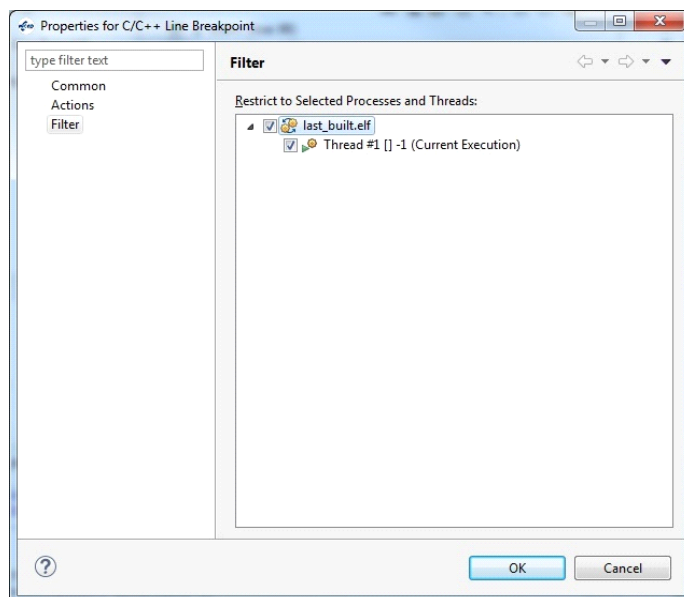 Properties for C/C++ Line Breakpoint
type filter text
Common
Actions
Filter
Filter
Restrict to Selected Processes and Threads:
last_built.elf
Thread #1 [] -1 (Current Execution)
OK
Cancel